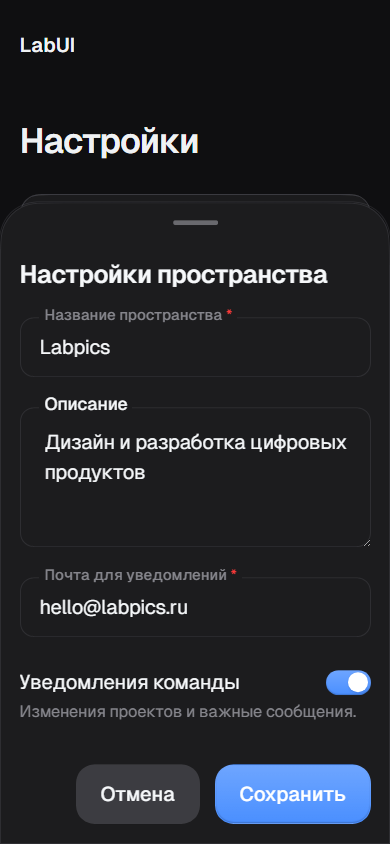 LabUI
Настройки
Настройки пространства
Название пространства *
Labpics
Описание
Дизайн и разработка цифровых
продуктов
Почта для уведомлений *
hello@labpics.ru
Уведомления команды
Изменения проектов и важные сообщения.
Отмена
Сохранить